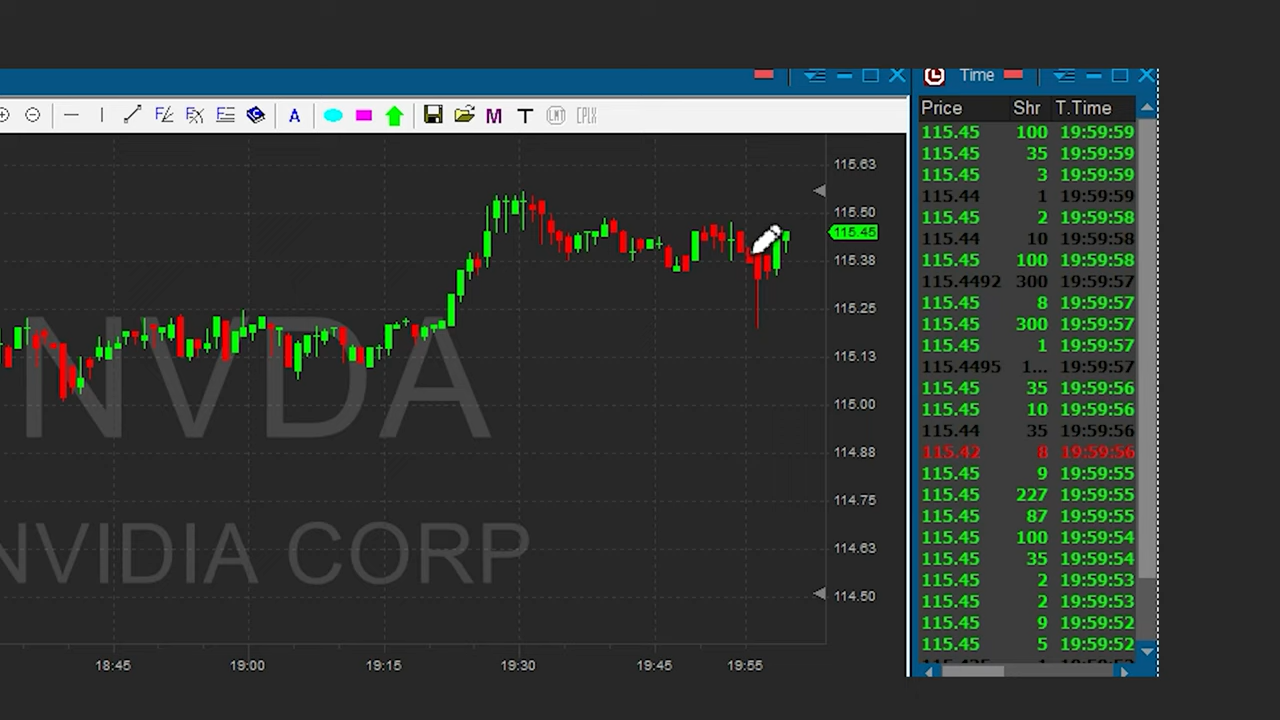 Time
A M T LMT CPLX
Price Shr T.Time
115.45 100 19:59:59
115.45 35 19:59:59
115.45 3 19:59:59
115.44 1 19:59:59
115.45 2 19:59:58
115.44 10 19:59:58
115.45 100 19:59:58
115.4492 300 19:59:57
115.45 8 19:59:57
115.45 300 19:59:57
115.45 1 19:59:57
115.4495 1... 19:59:57
115.45 35 19:59:56
115.45 10 19:59:56
115.44 35 19:59:56
115.42 8 19:59:56
115.45 9 19:59:55
115.45 227 19:59:55
115.45 87 19:59:55
115.45 100 19:59:54
115.45 35 19:59:54
115.45 2 19:59:53
115.45 2 19:59:53
115.45 9 19:59:52
115.45 5 19:59:52
115.63
115.50
115.45
115.38
115.25
115.13
115.00
114.88
114.75
114.63
114.50
NVDA
NVIDIA CORP
18:45 19:00 19:15 19:30 19:45 19:55